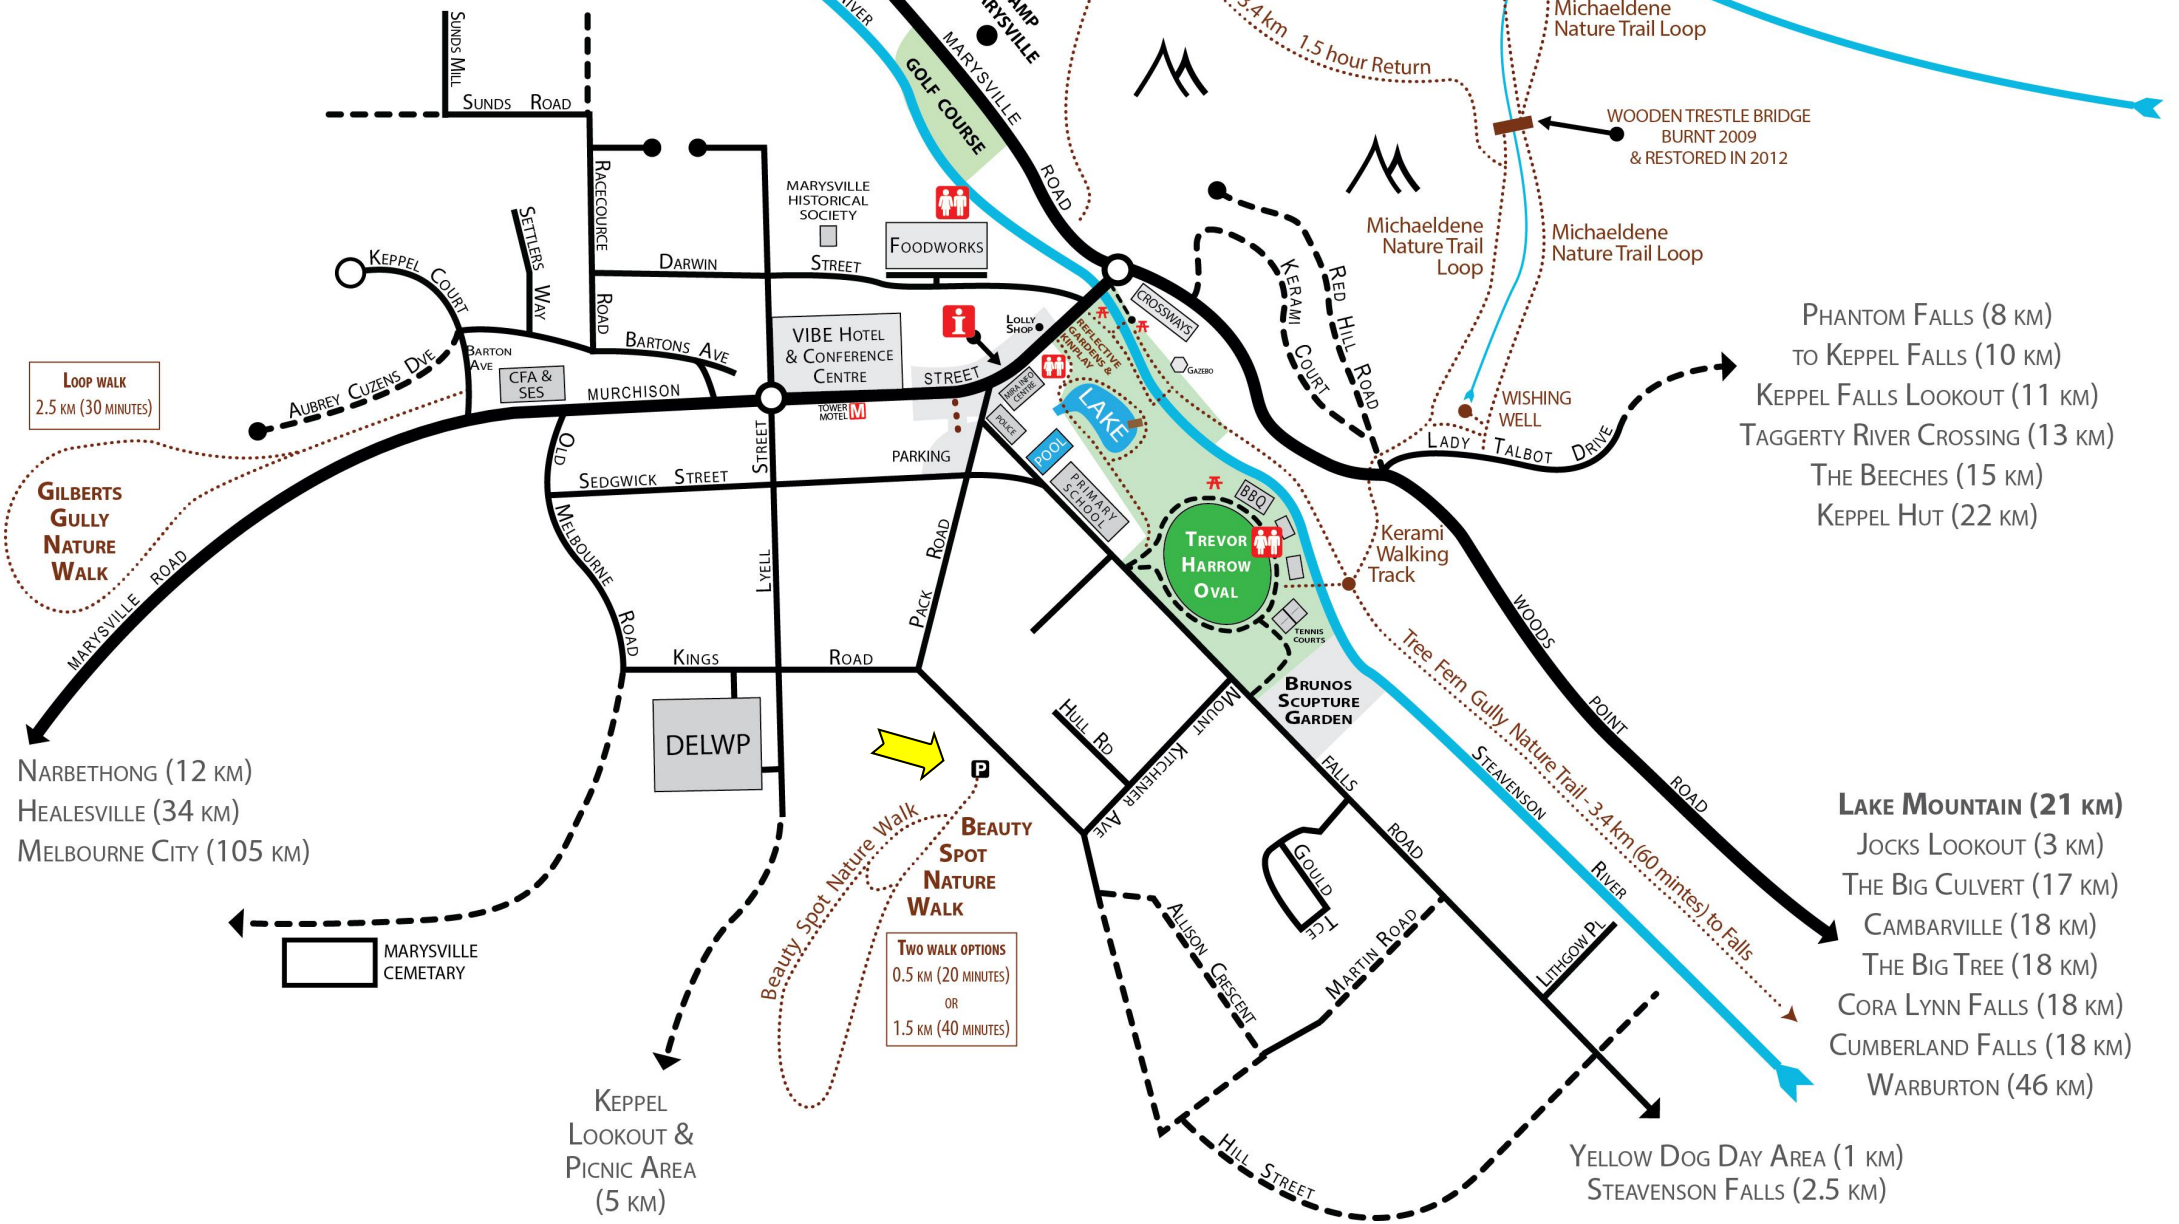 SUNDS MILL
SUNDS ROAD
RIVER
GOLF COURSE
MARYSVILLE
ROAD
AMP
RYSVILLE
3.4 km 1.5 hour Return
Michaeldene
Nature Trail Loop
WOODEN TRESTLE BRIDGE
BURNT 2009
& RESTORED IN 2012
RACECOURSE
ROAD
SETTLERS WAY
KEPPEL COURT
MARYSVILLE
HISTORICAL
SOCIETY
FOODWORKS
DARWIN STREET
Michaeldene
Nature Trail
Loop
Michaeldene
Nature Trail Loop
KERAMI COURT
RED HILL ROAD
CROSSWAYS
GAZEBO
LOLLY
SHOP
REFLECTIVE
GARDENS &
KINPLAY
i
VIBE HOTEL
& CONFERENCE
CENTRE
BARTONS AVE
BARTON
AVE
AUBREY CUZENS DVE
CFA &
SES
MURCHISON
STREET
TOWER
MOTEL
M
MIRA INFO
CENTRE
POLICE
POOL
LAKE
PRIMARY
SCHOOL
PARKING
LOOP WALK
2.5 KM (30 MINUTES)
GILBERTS
GULLY
NATURE
WALK
MARYSVILLE ROAD
OLD
MELBOURNE
ROAD
SEDGWICK STREET
STREET
LYELL
PACK ROAD
KINGS ROAD
WISHING
WELL
LADY TALBOT DRIVE
PHANTOM FALLS (8 KM)
TO KEPPEL FALLS (10 KM)
KEPPEL FALLS LOOKOUT (11 KM)
TAGGERTY RIVER CROSSING (13 KM)
THE BEECHES (15 KM)
KEPPEL HUT (22 KM)
BBQ
TREVOR
HARROW
OVAL
TENNIS
COURTS
Kerami
Walking
Track
BRUNOS
SCUPTURE
GARDEN
WOODS
POINT
ROAD
DELWP
P
HULL RD
MOUNT
KITCHENER
AVE
FALLS
ROAD
STEAVENSON
RIVER
Tree Fern Gully Nature Trail - 3.4 km (60 mintes) to Falls
NARBETHONG (12 KM)
HEALESVILLE (34 KM)
MELBOURNE CITY (105 KM)
MARYSVILLE
CEMETARY
Beauty Spot Nature Walk
BEAUTY
SPOT
NATURE
WALK
TWO WALK OPTIONS
0.5 KM (20 MINUTES)
OR
1.5 KM (40 MINUTES)
GOULD TCE
ALLISON CRESCENT
MARTIN ROAD
LITHGOW PL
HILL STREET
KEPPEL
LOOKOUT &
PICNIC AREA
(5 KM)
LAKE MOUNTAIN (21 KM)
JOCKS LOOKOUT (3 KM)
THE BIG CULVERT (17 KM)
CAMBARVILLE (18 KM)
THE BIG TREE (18 KM)
CORA LYNN FALLS (18 KM)
CUMBERLAND FALLS (18 KM)
WARBURTON (46 KM)
YELLOW DOG DAY AREA (1 KM)
STEAVENSON FALLS (2.5 KM)